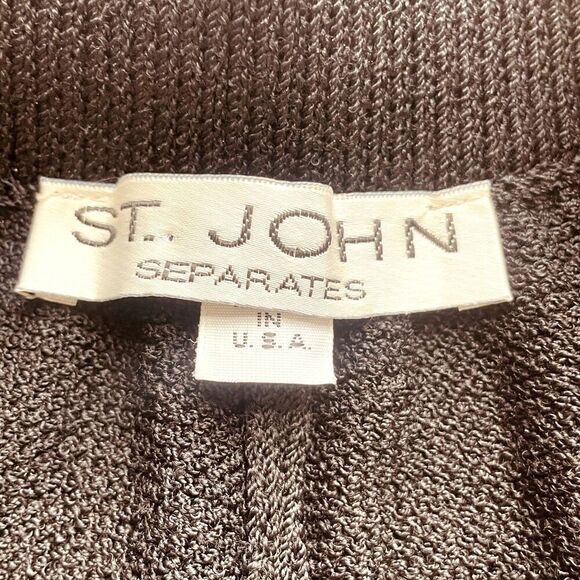 ST. JOHN
SEPARATES
IN
U.S.A.